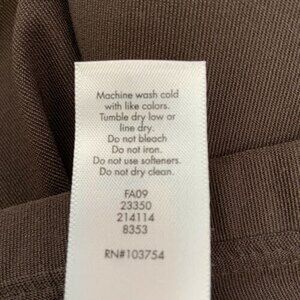 Machine wash cold
with like colors.
Tumble dry low or
line dry.
Do not bleach
Do not iron.
Do not use softeners.
Do not dry clean.
FA09
23350
214114
8353
RN#103754